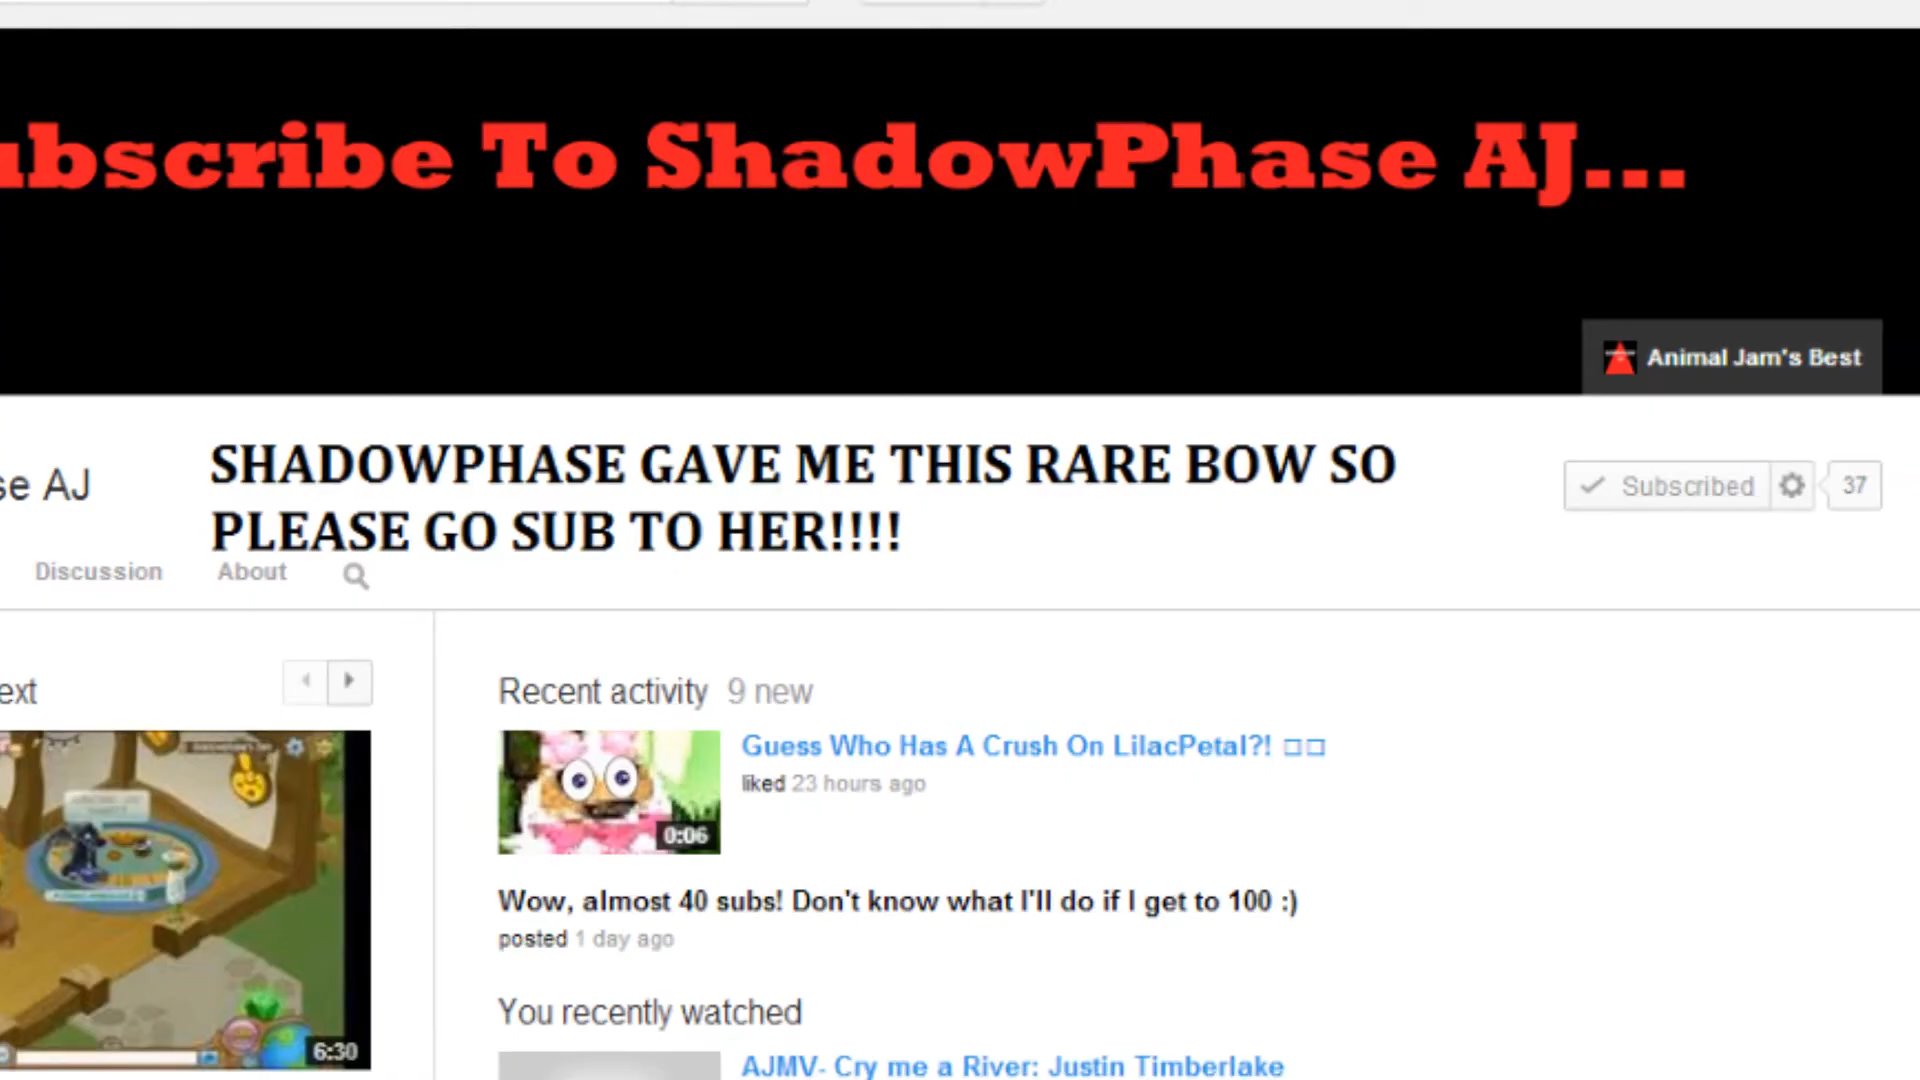 ubscribe To ShadowPhase AJ...
Animal Jam's Best
se AJ
SHADOWPHASE GAVE ME THIS RARE BOW SO
PLEASE GO SUB TO HER!!!!
Subscribed 37
Discussion About
ext
Recent activity 9 new
Guess Who Has A Crush On LilacPetal?! □□
liked 23 hours ago
0:06
Wow, almost 40 subs! Don't know what I'll do if I get to 100 :)
posted 1 day ago
You recently watched
6:30
AJMV- Cry me a River: Justin Timberlake